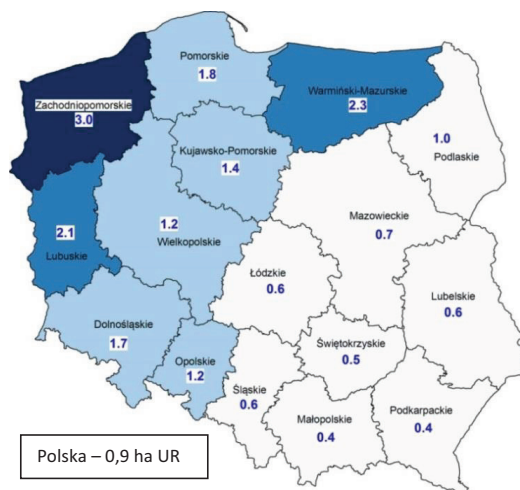 Pomorskie
1.8
Warmiński-Mazurskie
2.3
Zachodniopomorskie
3.0
Kujawsko-Pomorskie
1.4
1.0
Podlaskie
1.2
Wielkopolskie
Mazowieckie
0.7
2.1
Lubuskie
Łódzkie
0.6
Lubelskie
0.6
Dolnośląskie
1.7
Opolskie
1.2
Świętokrzyskie
0.5
Śląskie
0.6
Małopolskie
0.4
Podkarpackie
0.4
Polska – 0,9 ha UR